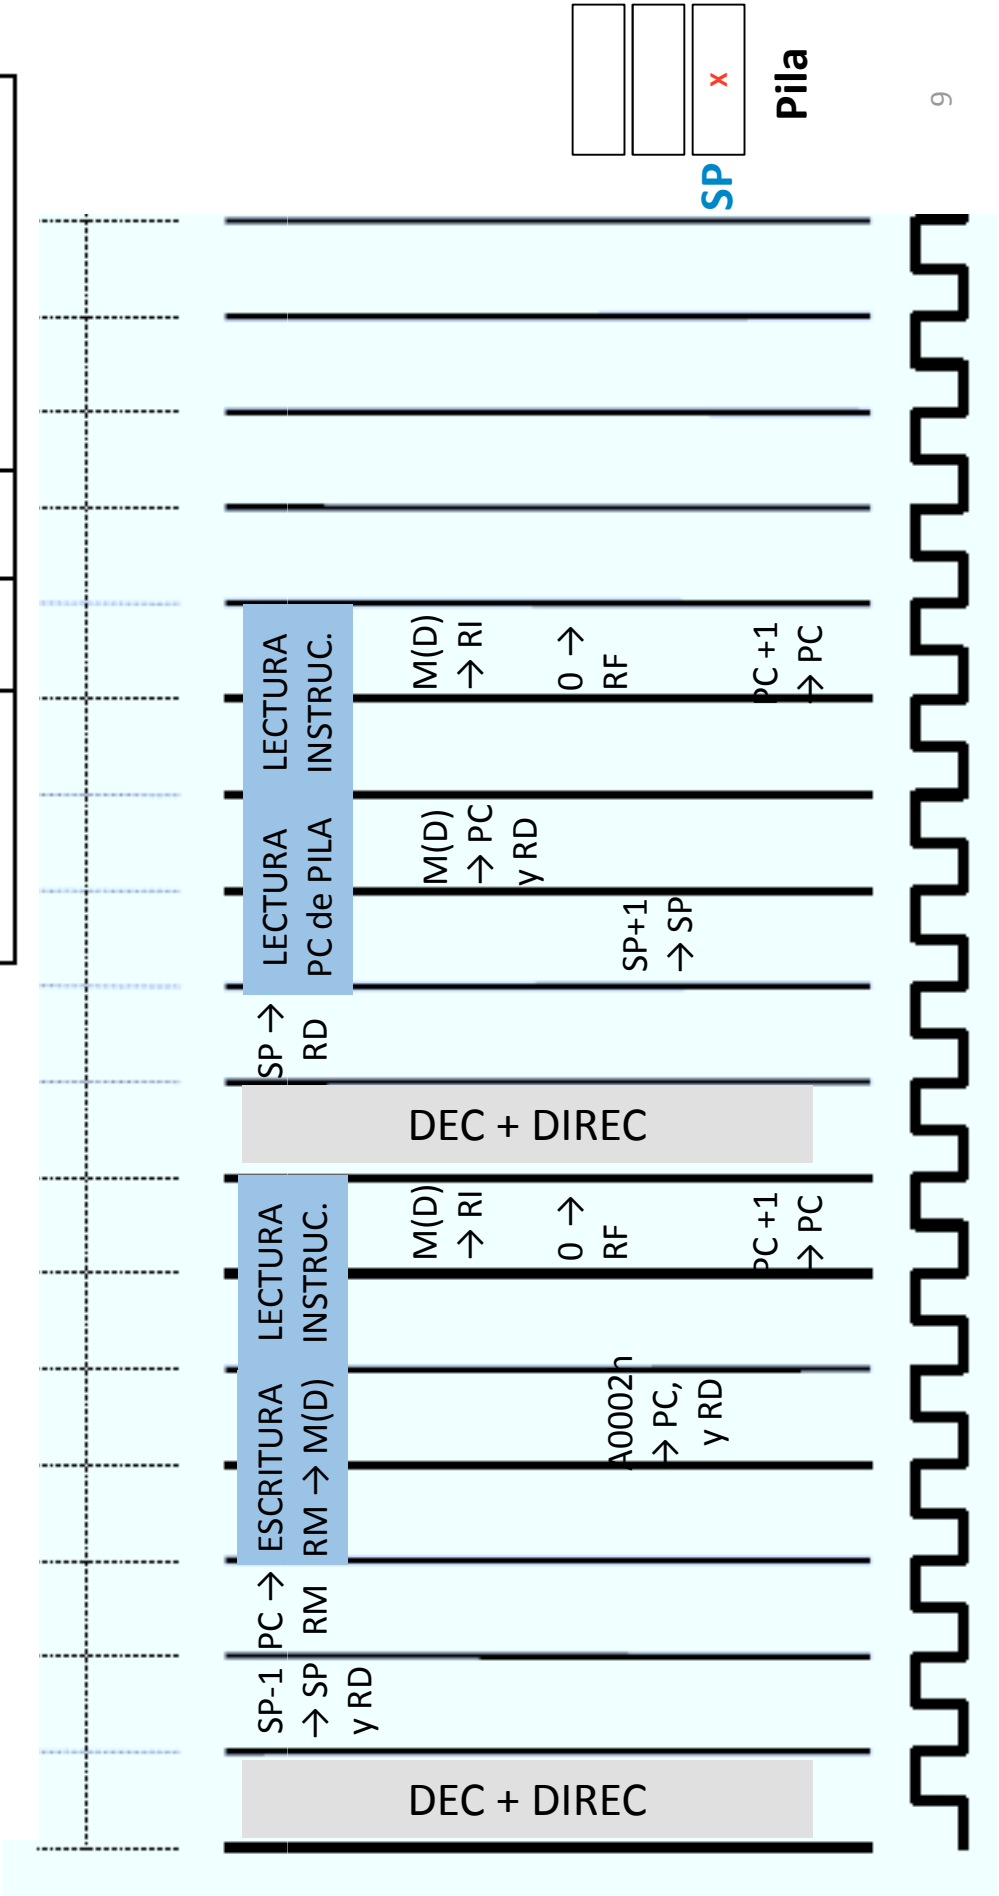 DEC + DIREC
SP-1
→ SP
y RD
PC →
RM
ESCRITURA
RM → M(D)
A0002h
→ PC,
y RD
LECTURA
INSTRUC.
M(D)
→ RI
0 →
RF
PC +1
→ PC
DEC + DIREC
SP →
RD
LECTURA
PC de PILA
SP+1
→ SP
M(D)
→ PC
y RD
LECTURA
INSTRUC.
M(D)
→ RI
0 →
RF
PC +1
→ PC
SP
x
Pila
9